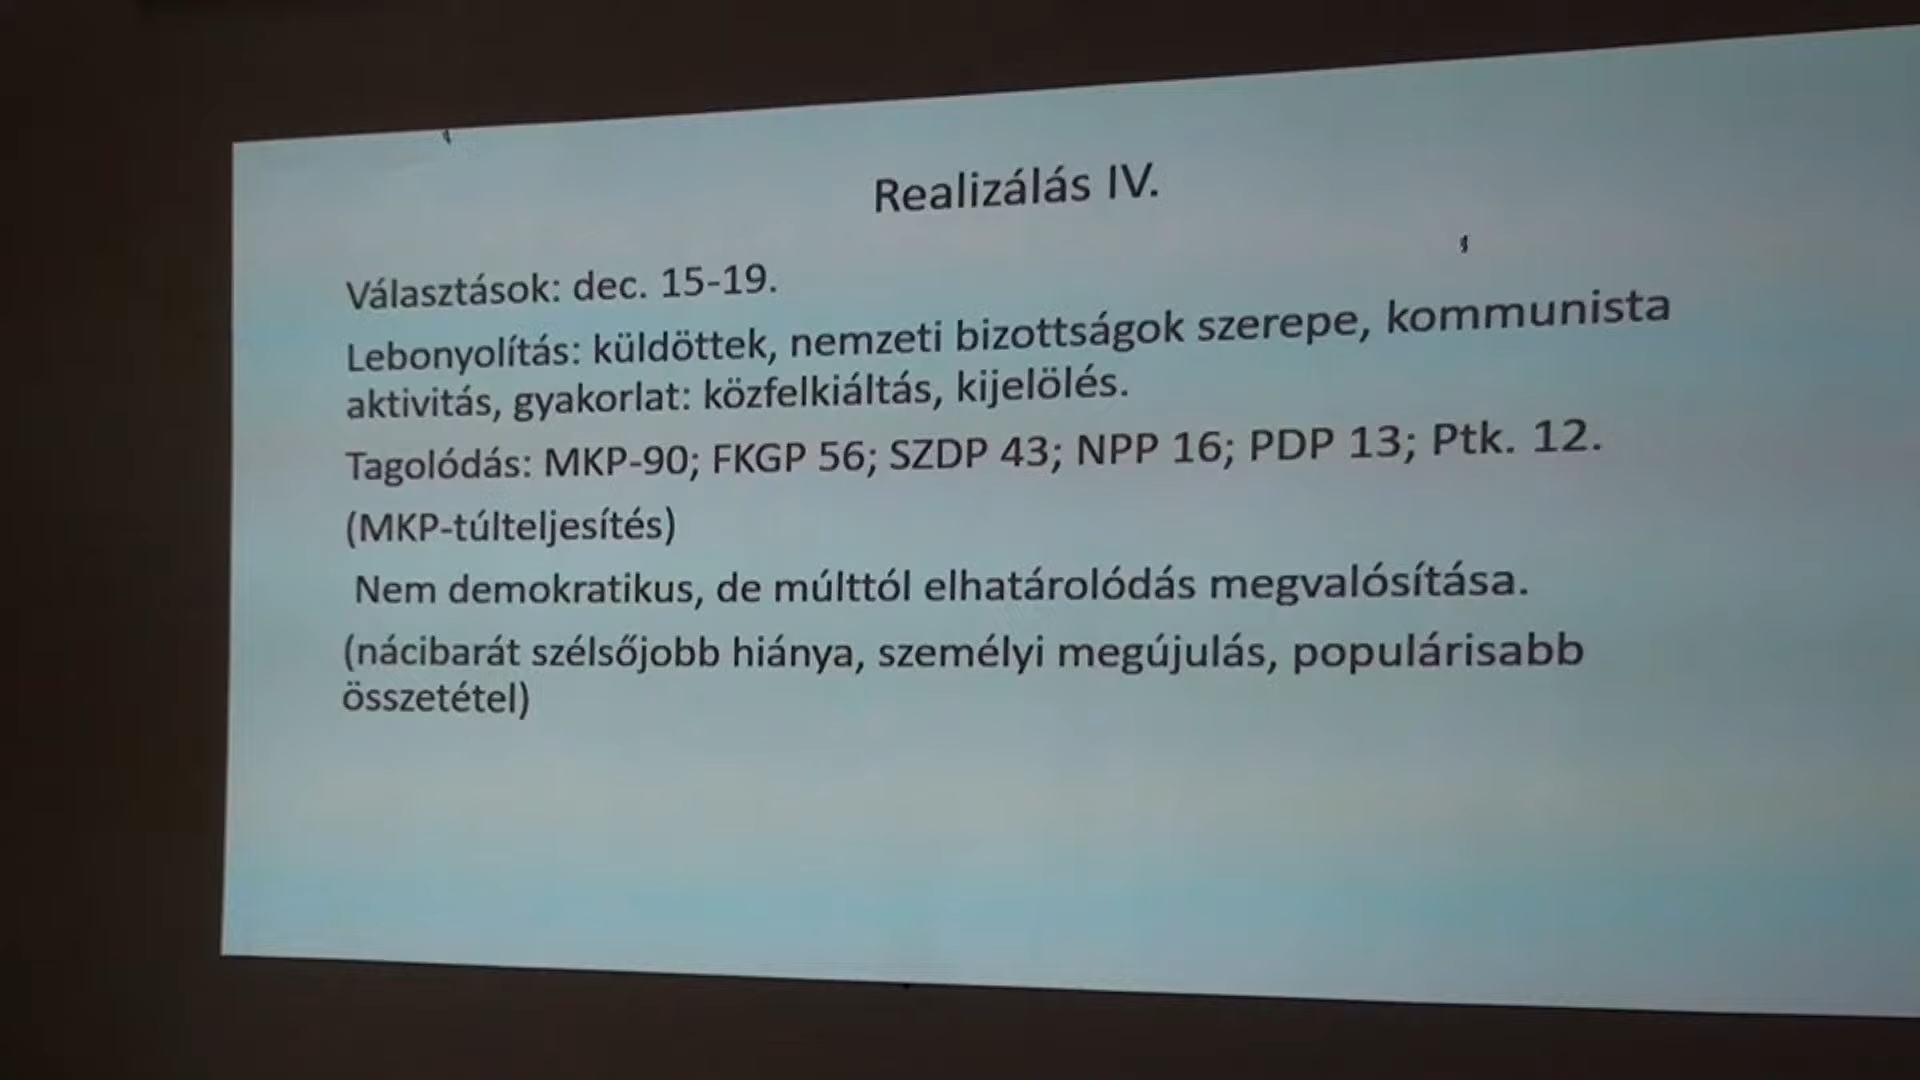 Realizálás IV.
Választások: dec. 15-19.
Lebonyolítás: küldöttek, nemzeti bizottságok szerepe, kommunista
aktivitás, gyakorlat: közfelkiáltás, kijelölés.
Tagolódás: MKP-90; FKGP 56; SZDP 43; NPP 16; PDP 13; Ptk. 12.
(MKP-túlteljesítés)
Nem demokratikus, de múlttól elhatárolódás megvalósítása.
(nácibarát szélsőjobb hiánya, személyi megújulás, populárisabb
összetétel)